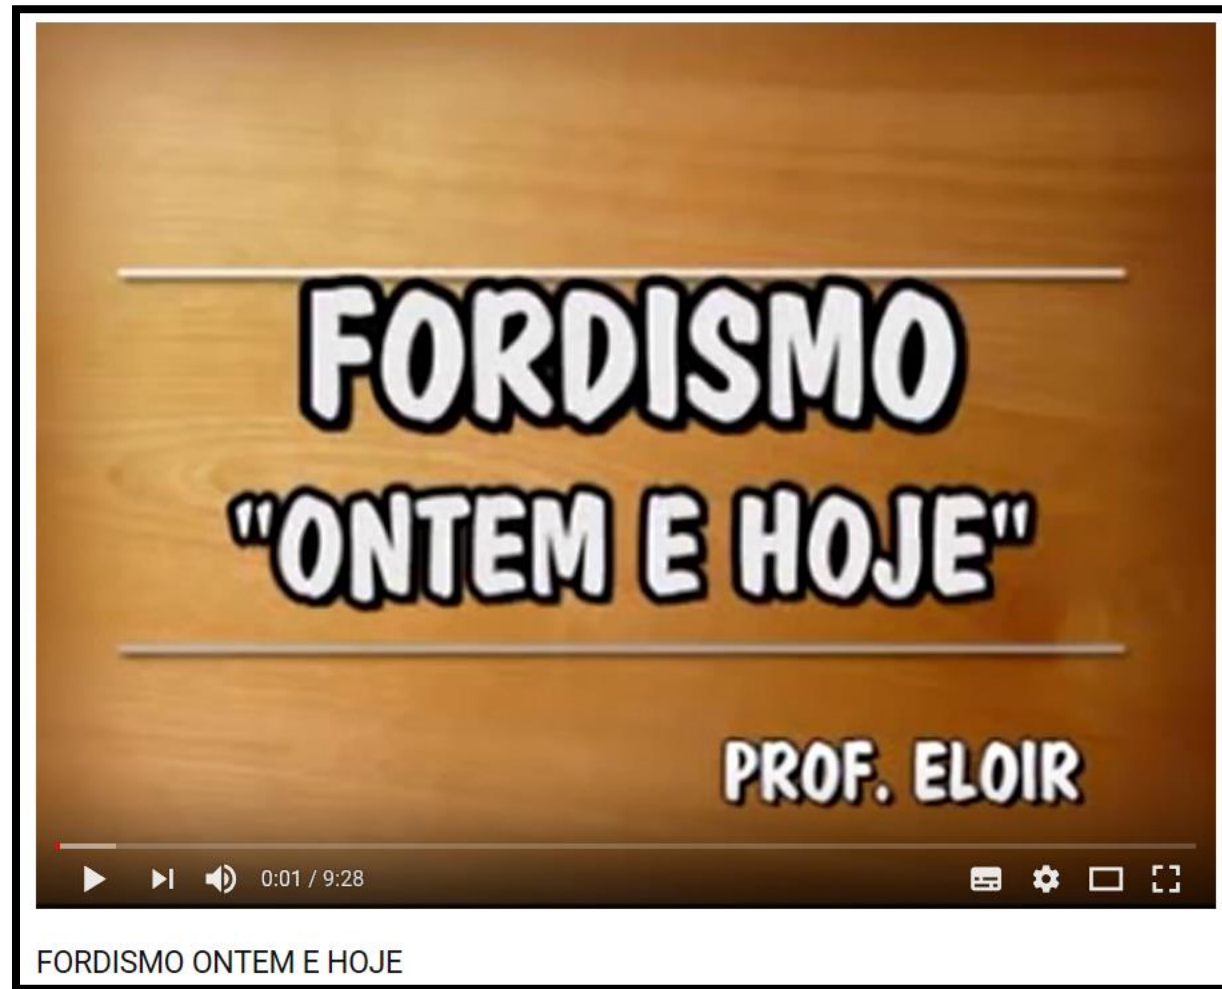 FORDISMO
"ONTEM E HOJE"
PROF. ELOIR
0:01 / 9:28
FORDISMO ONTEM E HOJE